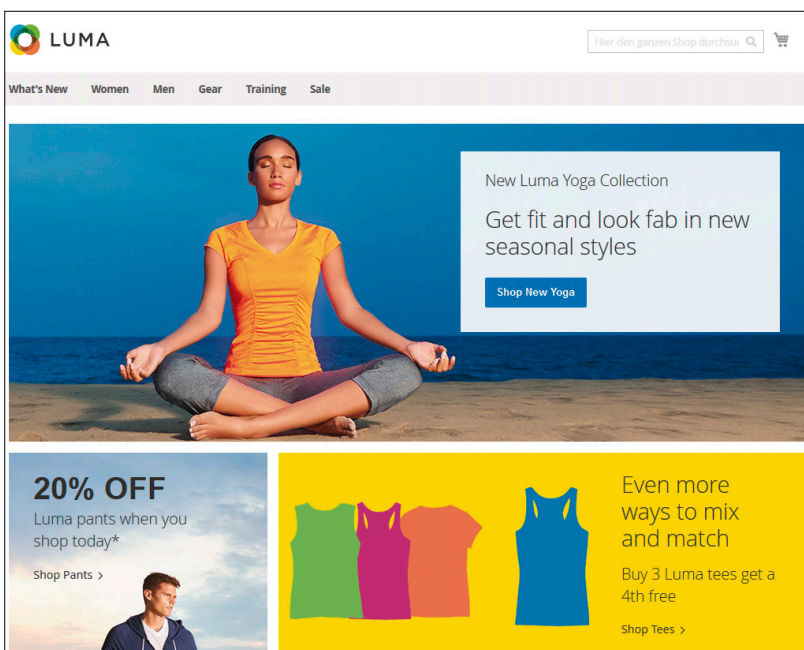 LUMA
Hier den ganzen Shop durchsu
What's New Women Men Gear Training Sale
New Luma Yoga Collection
Get fit and look fab in new
seasonal styles
Shop New Yoga
20% OFF
Luma pants when you
shop today*
Shop Pants >
Even more
ways to mix
and match
Buy 3 Luma tees get a
4th free
Shop Tees >